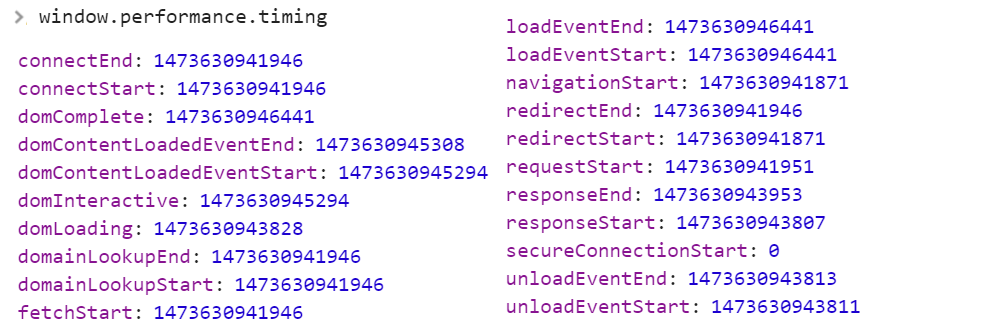 > window.performance.timing
connectEnd: 1473630941946
connectStart: 1473630941946
domComplete: 1473630946441
domContentLoadedEventEnd: 1473630945308
domContentLoadedEventStart: 1473630945294
domInteractive: 1473630945294
domLoading: 1473630943828
domainLookupEnd: 1473630941946
domainLookupStart: 1473630941946
fetchStart: 1473630941946
loadEventEnd: 1473630946441
loadEventStart: 1473630946441
navigationStart: 1473630941871
redirectEnd: 1473630941946
redirectStart: 1473630941871
requestStart: 1473630941951
responseEnd: 1473630943953
responseStart: 1473630943807
secureConnectionStart: 0
unloadEventEnd: 1473630943813
unloadEventStart: 1473630943811